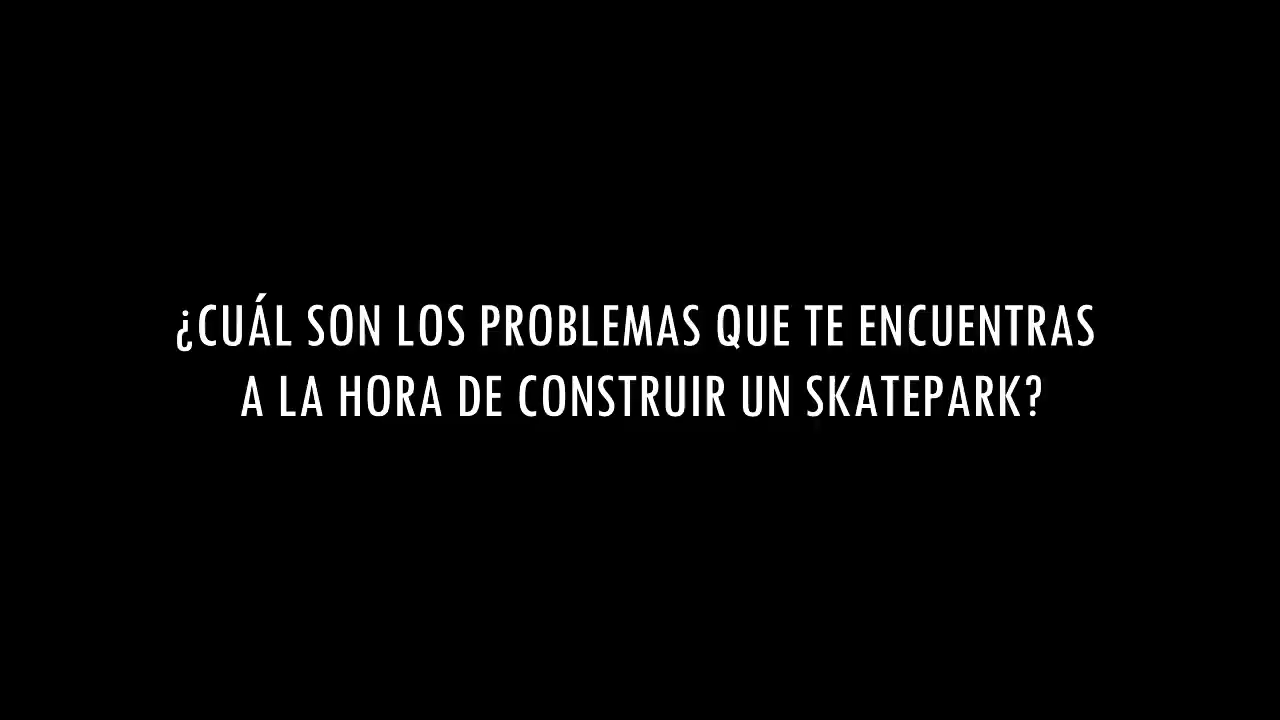 ¿CUÁL SON LOS PROBLEMAS QUE TE ENCUENTRAS
A LA HORA DE CONSTRUIR UN SKATEPARK?